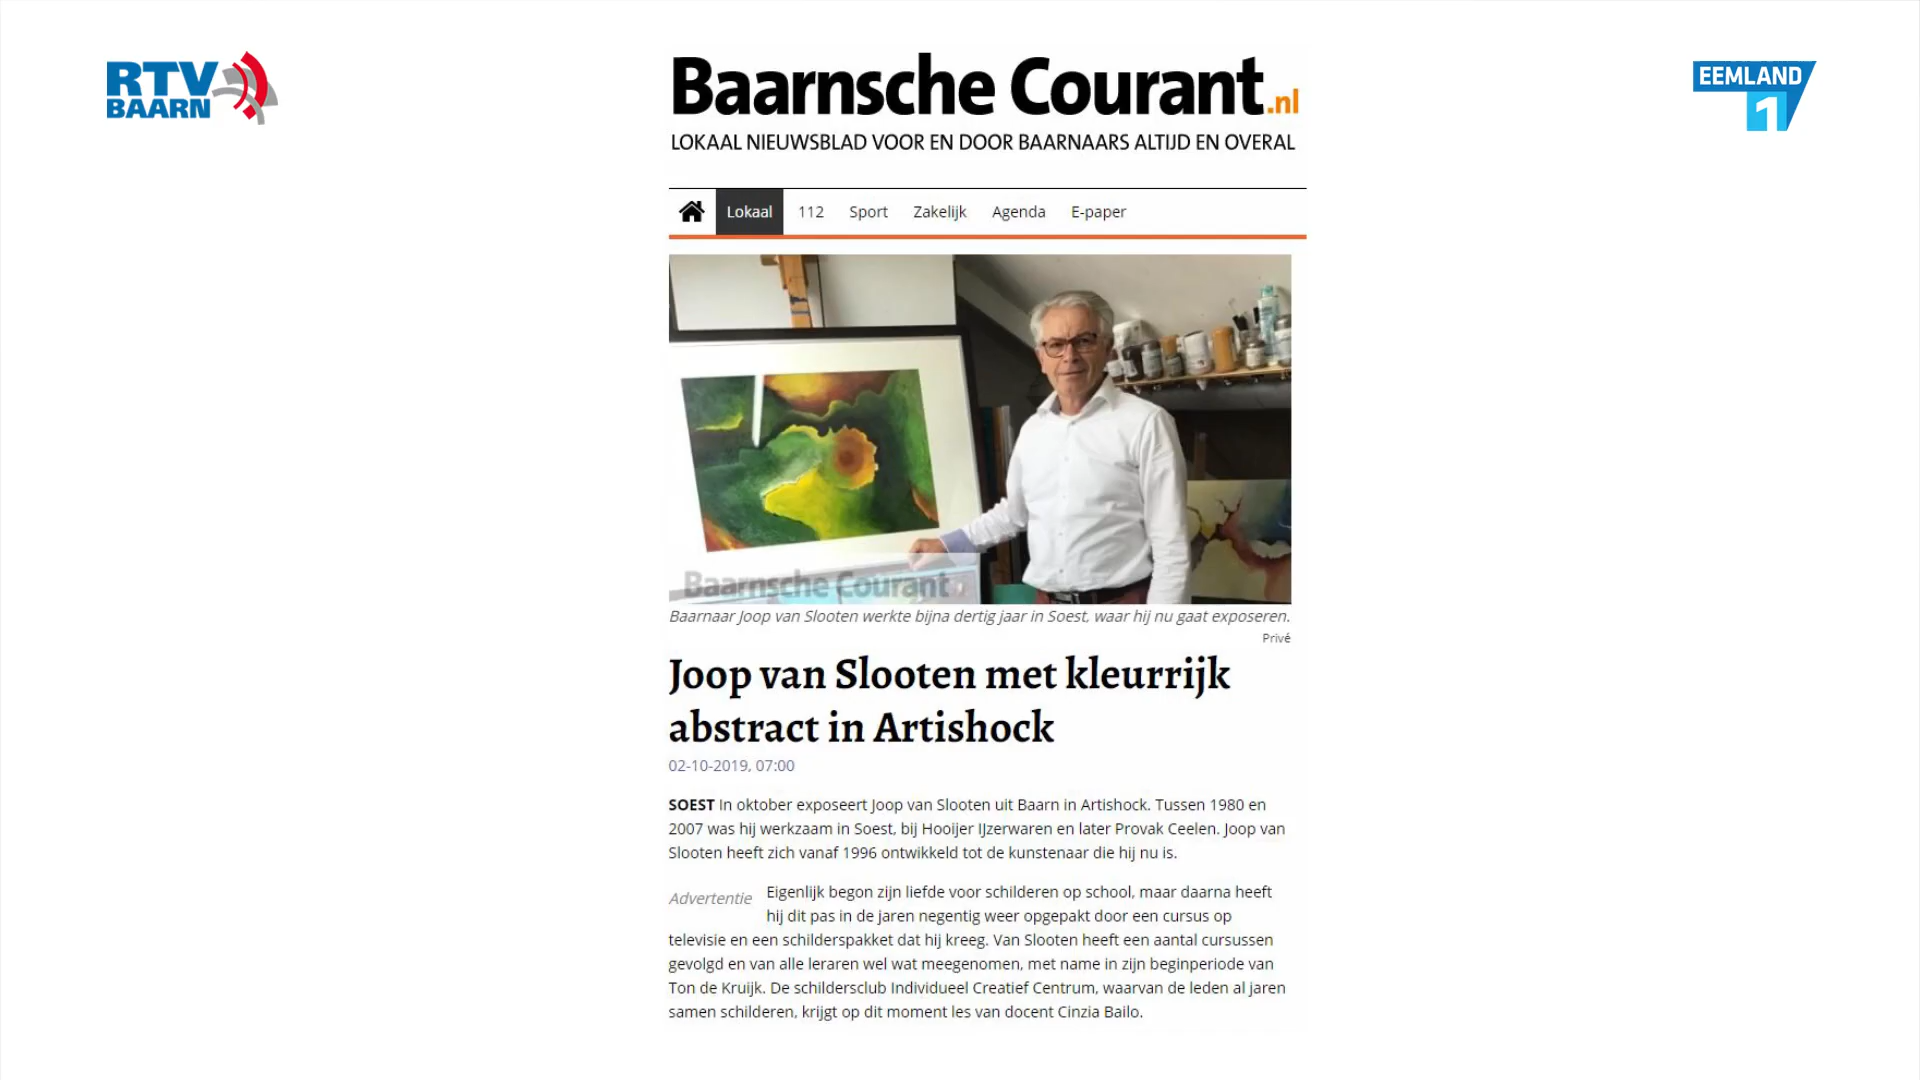 RTV
BAARN
EEMLAND
1
Baarnsche Courant.nl
LOKAAL NIEUWSBLAD VOOR EN DOOR BAARNAARS ALTIJD EN OVERAL
Lokaal 112 Sport Zakelijk Agenda E-paper
Baarnsche Courant
Baarnaar Joop van Slooten werkte bijna dertig jaar in Soest, waar hij nu gaat exposeren.
Privé
Joop van Slooten met kleurrijk
abstract in Artishock
02-10-2019, 07:00
SOEST In oktober exposeert Joop van Slooten uit Baarn in Artishock. Tussen 1980 en
2007 was hij werkzaam in Soest, bij Hooijer IJzerwaren en later Provak Ceelen. Joop van
Slooten heeft zich vanaf 1996 ontwikkeld tot de kunstenaar die hij nu is.
Advertentie
Eigenlijk begon zijn liefde voor schilderen op school, maar daarna heeft
hij dit pas in de jaren negentig weer opgepakt door een cursus op
televisie en een schilderspakket dat hij kreeg. Van Slooten heeft een aantal cursussen
gevolgd en van alle leraren wel wat meegenomen, met name in zijn beginperiode van
Ton de Kruijk. De schildersclub Individueel Creatief Centrum, waarvan de leden al jaren
samen schilderen, krijgt op dit moment les van docent Cinzia Bailo.